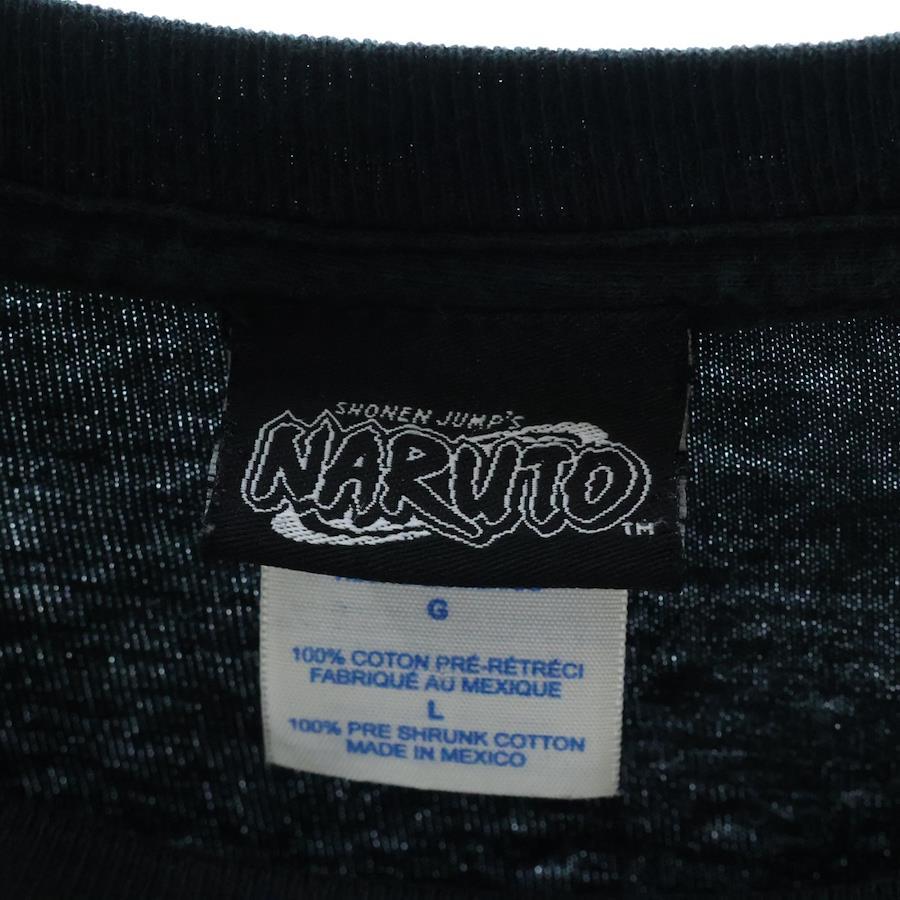 SHONEN JUMP'S
NARUTO
TM
G
100% COTON PRÉ-RÉTRÉCI
FABRIQUÉ AU MEXIQUE
L
100% PRE SHRUNK COTTON
MADE IN MEXICO